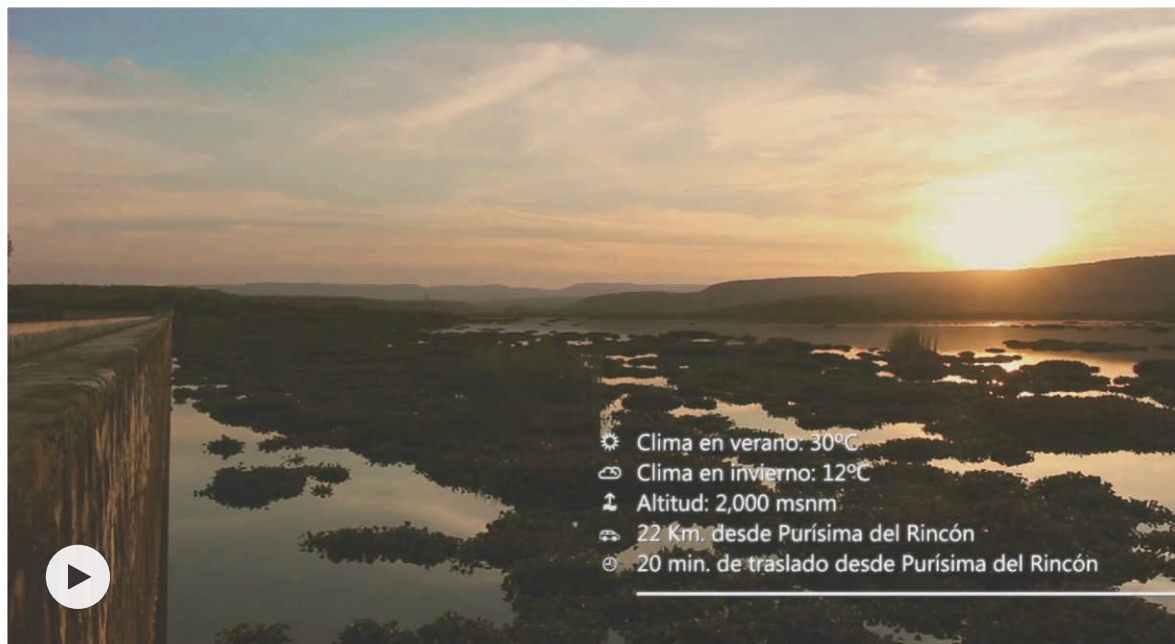 Clima en verano: 30ºC
Clima en invierno: 12ºC
Altitud: 2,000 msnm
22 Km. desde Purísima del Rincón
20 min. de traslado desde Purísima del Rincón